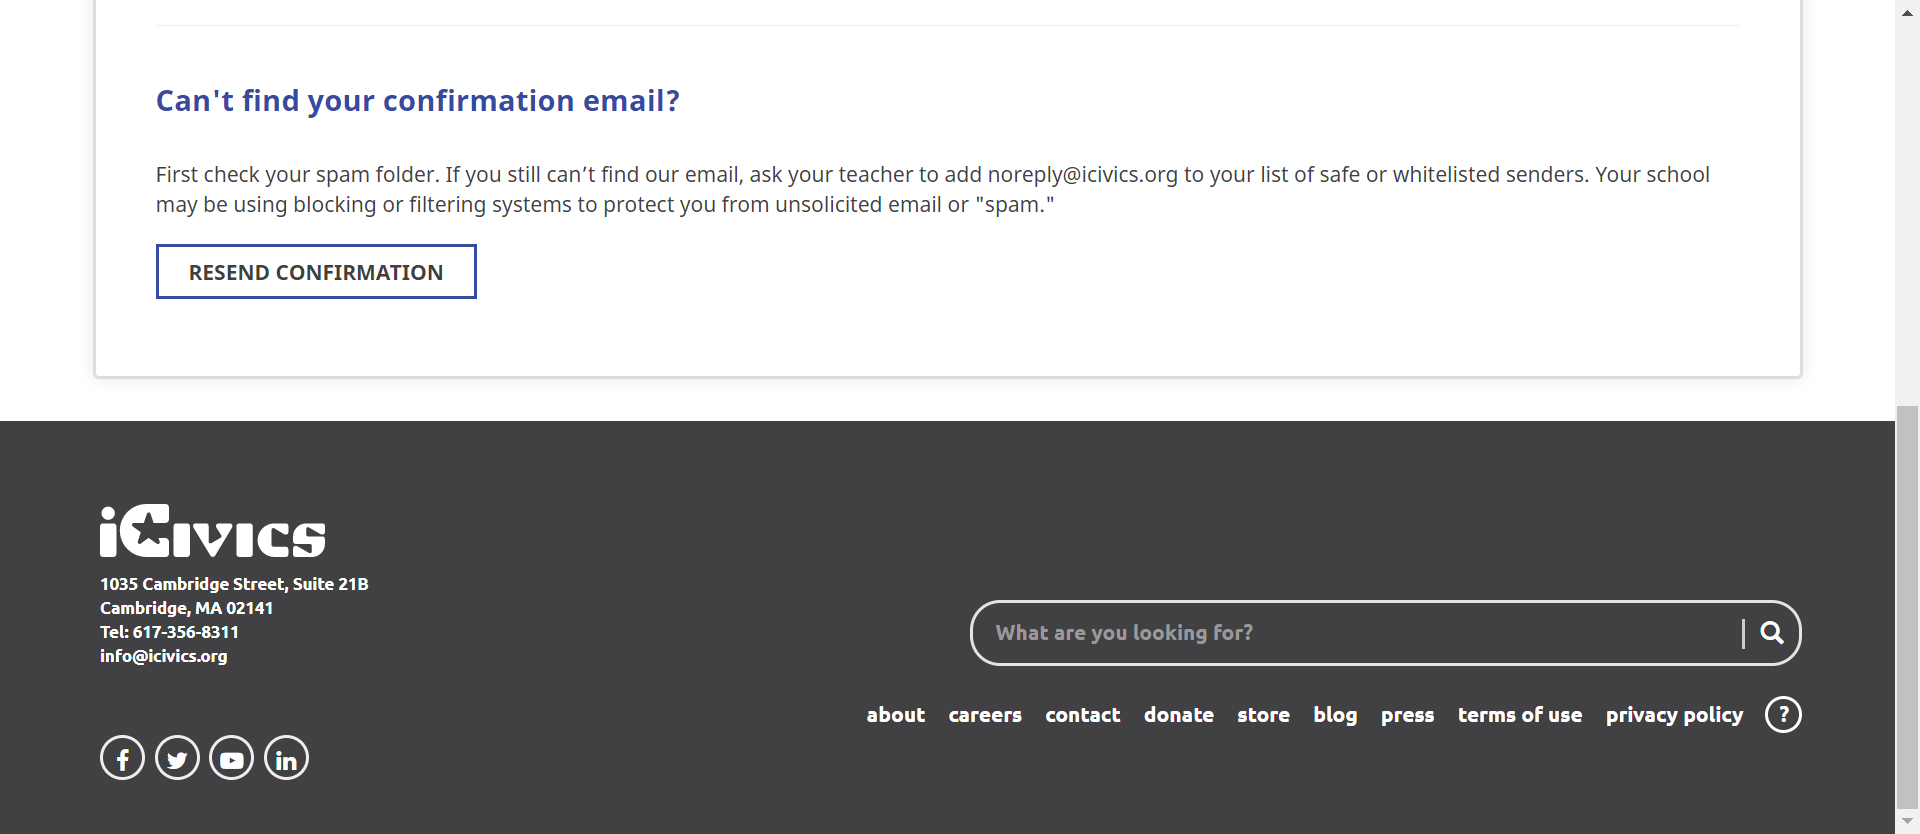 Can't find your confirmation email?
First check your spam folder. If you still can’t find our email, ask your teacher to add noreply@icivics.org to your list of safe or whitelisted senders. Your school
may be using blocking or filtering systems to protect you from unsolicited email or "spam."
RESEND CONFIRMATION
iCivics
1035 Cambridge Street, Suite 21B
Cambridge, MA 02141
Tel: 617-356-8311
info@icivics.org
What are you looking for?
about careers contact donate store blog press terms of use privacy policy ?